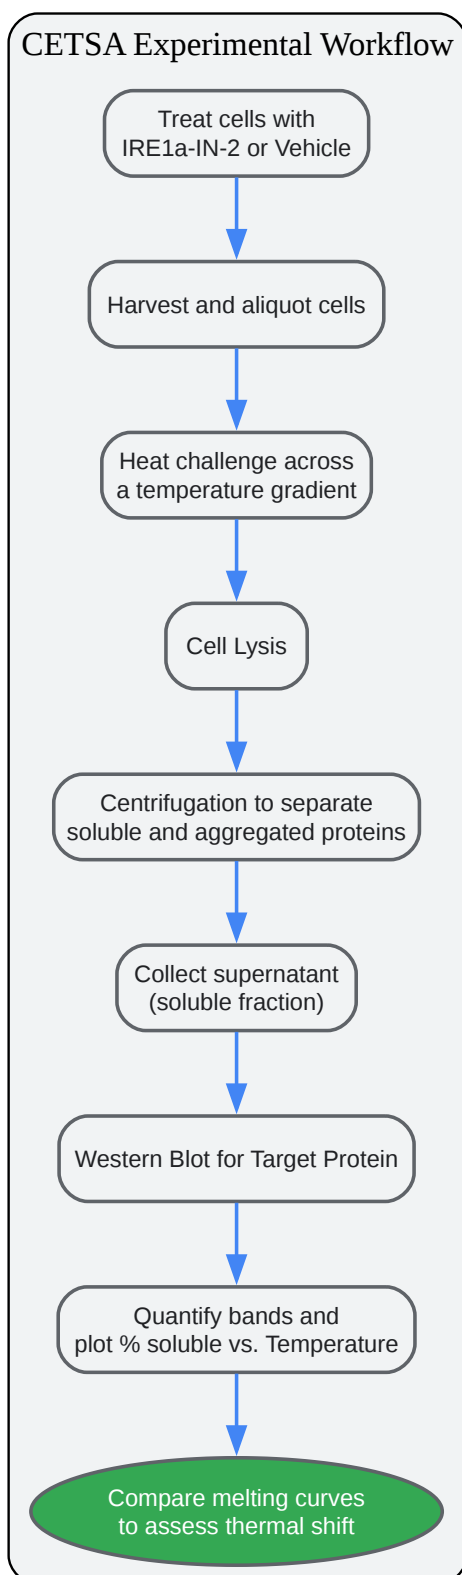 CETSA Experimental Workflow
Treat cells with
IRE1a-IN-2 or Vehicle
Harvest and aliquot cells
Heat challenge across
a temperature gradient
Cell Lysis
Centrifugation to separate
soluble and aggregated proteins
Collect supernatant
(soluble fraction)
Western Blot for Target Protein
Quantify bands and
plot % soluble vs. Temperature
Compare melting curves
to assess thermal shift